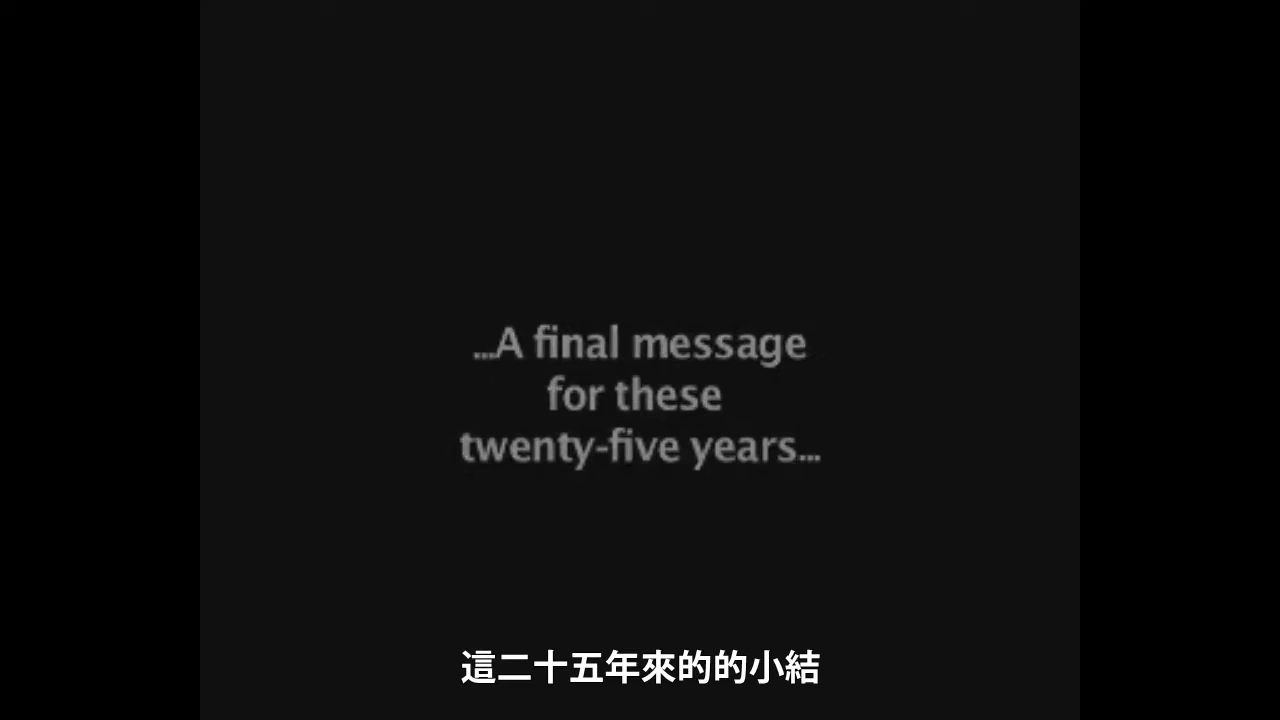 ...A final message
for these
twenty-five years...
這二十五年來的的小結